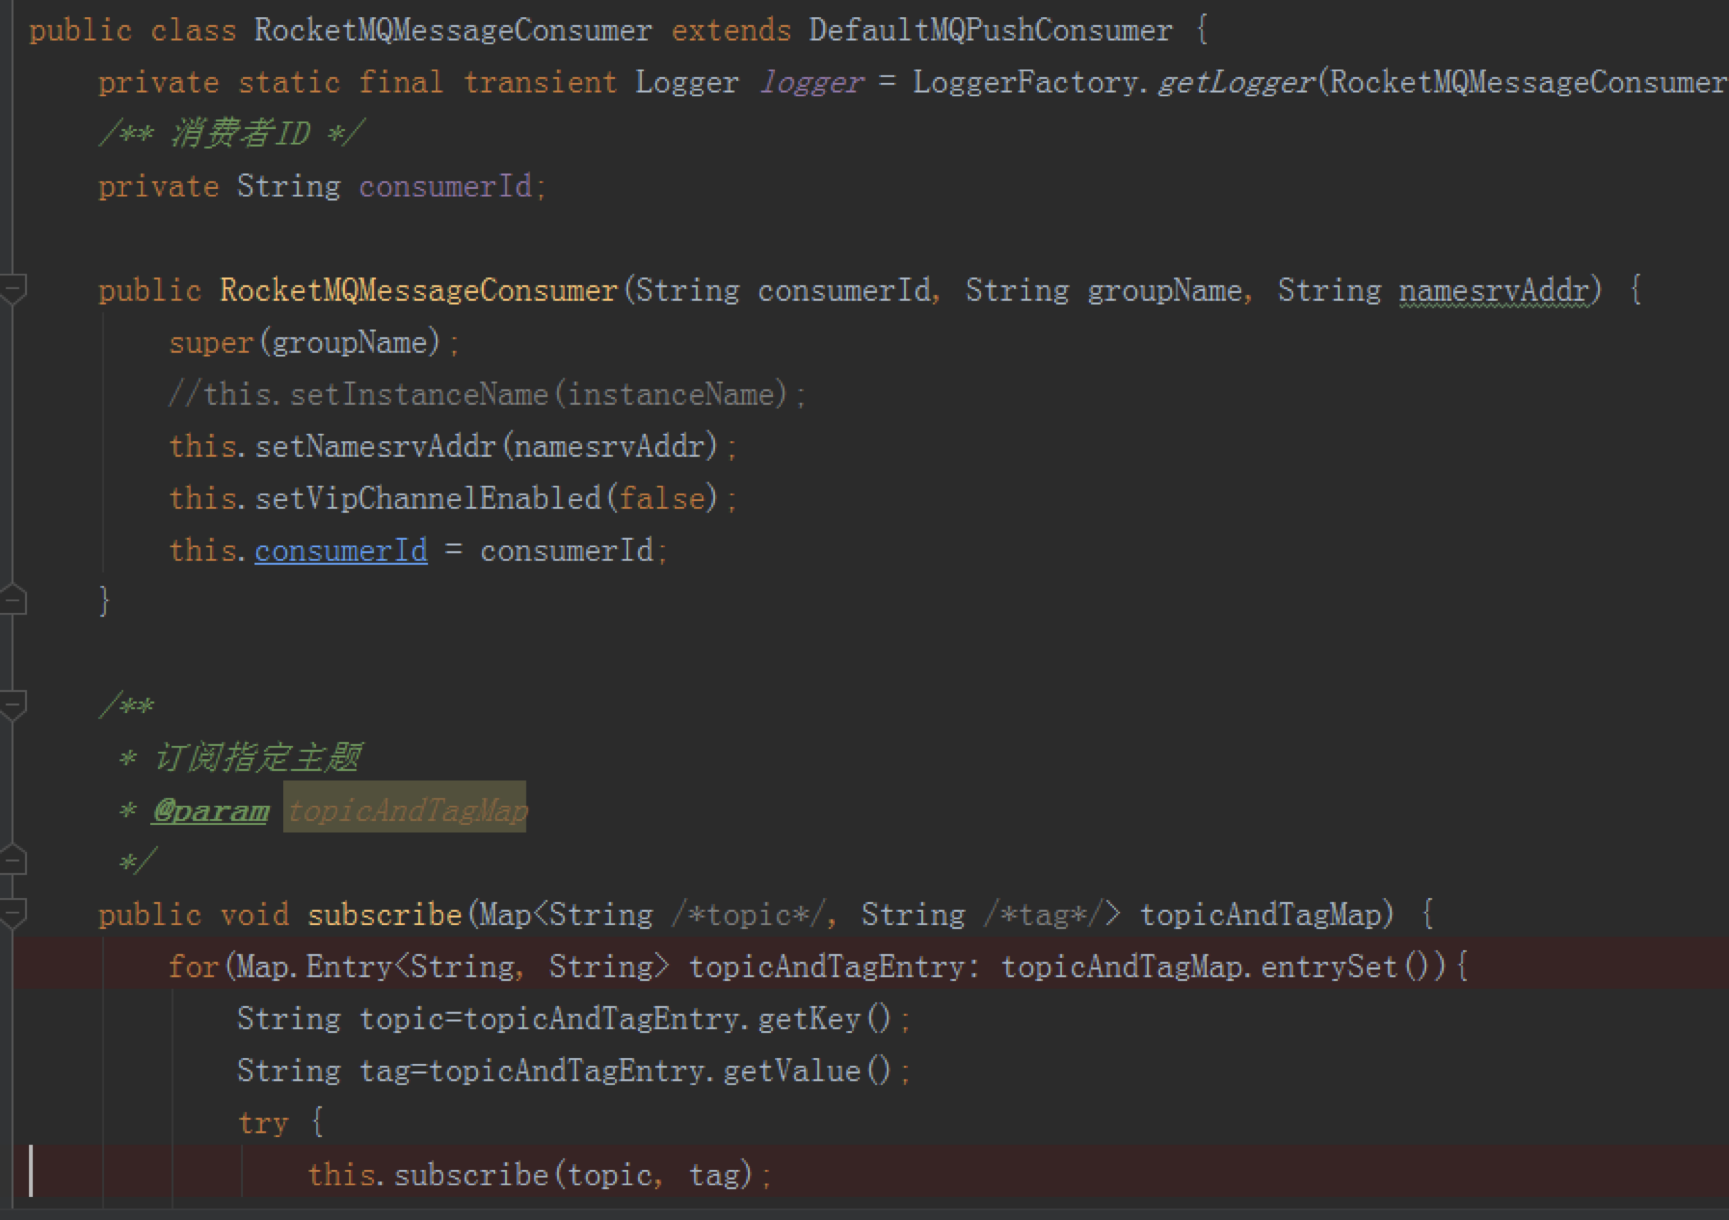 public class RocketMQMessageConsumer extends DefaultMQPushConsumer {
private static final transient Logger logger = LoggerFactory.getLogger(RocketMQMessageConsumer
/** 消费者ID */
private String consumerId;
public RocketMQMessageConsumer(String consumerId, String groupName, String namesrvAddr) {
super(groupName);
//this.setInstanceName(instanceName);
this.setNamesrvAddr(namesrvAddr);
this.setVipChannelEnabled(false);
this.consumerId = consumerId;
}
/**
* 订阅指定主题
* @param topicAndTagMap
*/
public void subscribe(Map<String /*topic*/, String /*tag*/> topicAndTagMap) {
for(Map.Entry<String, String> topicAndTagEntry: topicAndTagMap.entrySet()){
String topic=topicAndTagEntry.getKey();
String tag=topicAndTagEntry.getValue();
try {
this.subscribe(topic, tag);